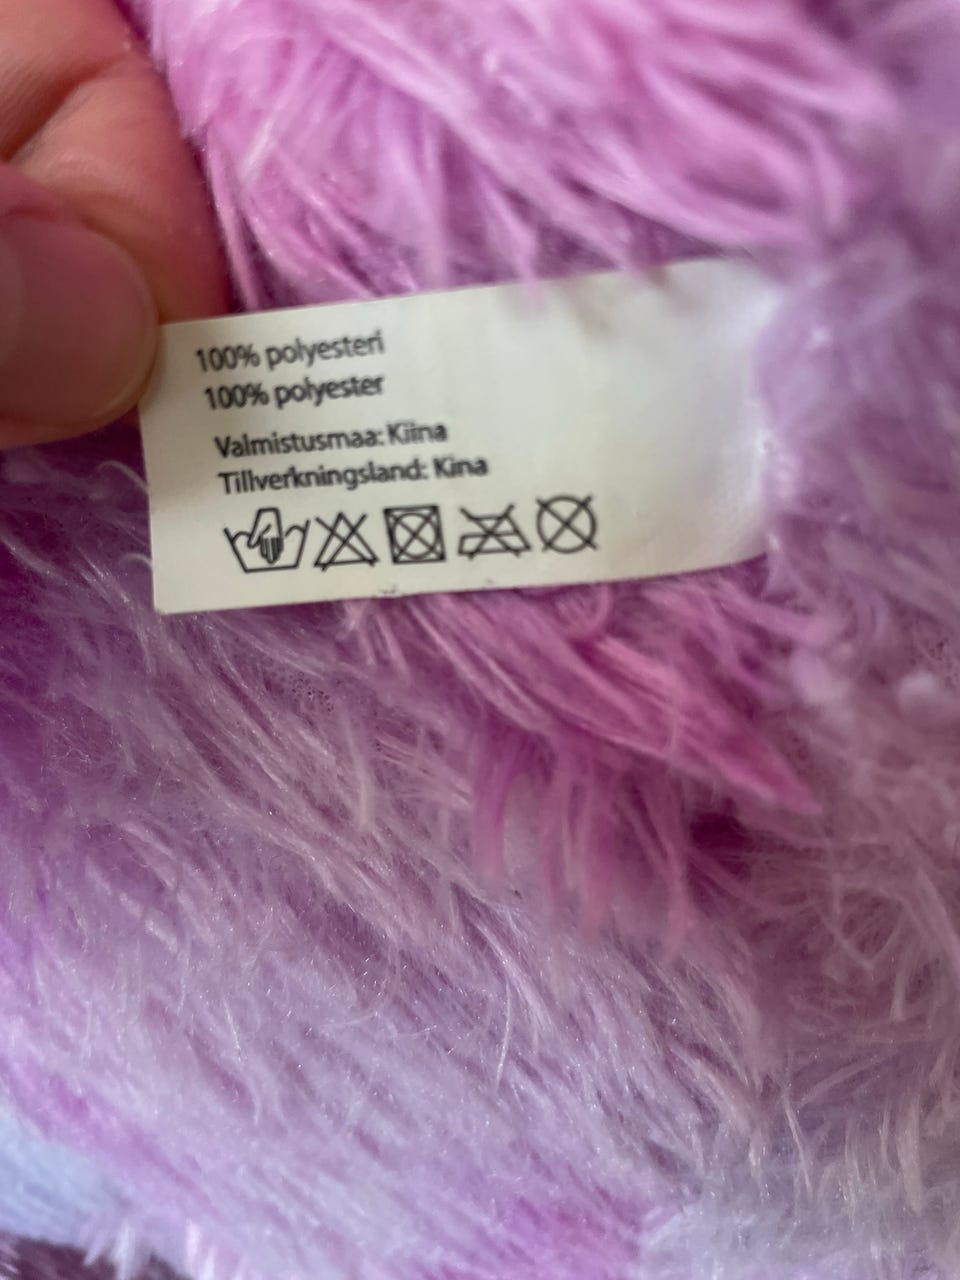 100% polyesteri
100% polyester
Valmistusmaa: Kiina
Tillverkningsland: Kina